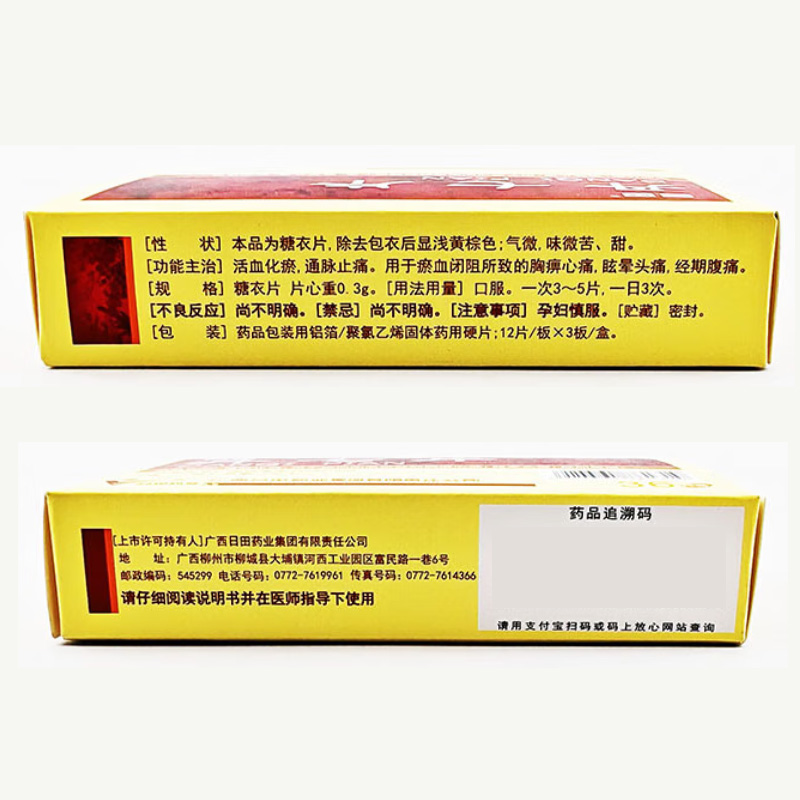 [性 状] 本品为糖衣片,除去包衣后显浅黄棕色;气微,味微苦、甜。
[功能主治] 活血化瘀,通脉止痛。用于瘀血闭阻所致的胸痹心痛,眩晕头痛,经期腹痛。
[规 格] 糖衣片 片心重0.3g。[用法用量] 口服。一次3~5片,一日3次。
[不良反应] 尚不明确。[禁忌] 尚不明确。[注意事项] 孕妇慎服。[贮藏] 密封。
[包 装] 药品包装用铝箔/聚氯乙烯固体药用硬片;12片/板×3板/盒。
药品追溯码
[上市许可持有人]广西日田药业集团有限责任公司
地 址:广西柳州市柳城县大埔镇河西工业园区富民路一巷6号
邮政编码:545299 电话号码:0772-7619961 传真号码:0772-7614366
请仔细阅读说明书并在医师指导下使用
请用支付宝扫码或码上放心网站查询